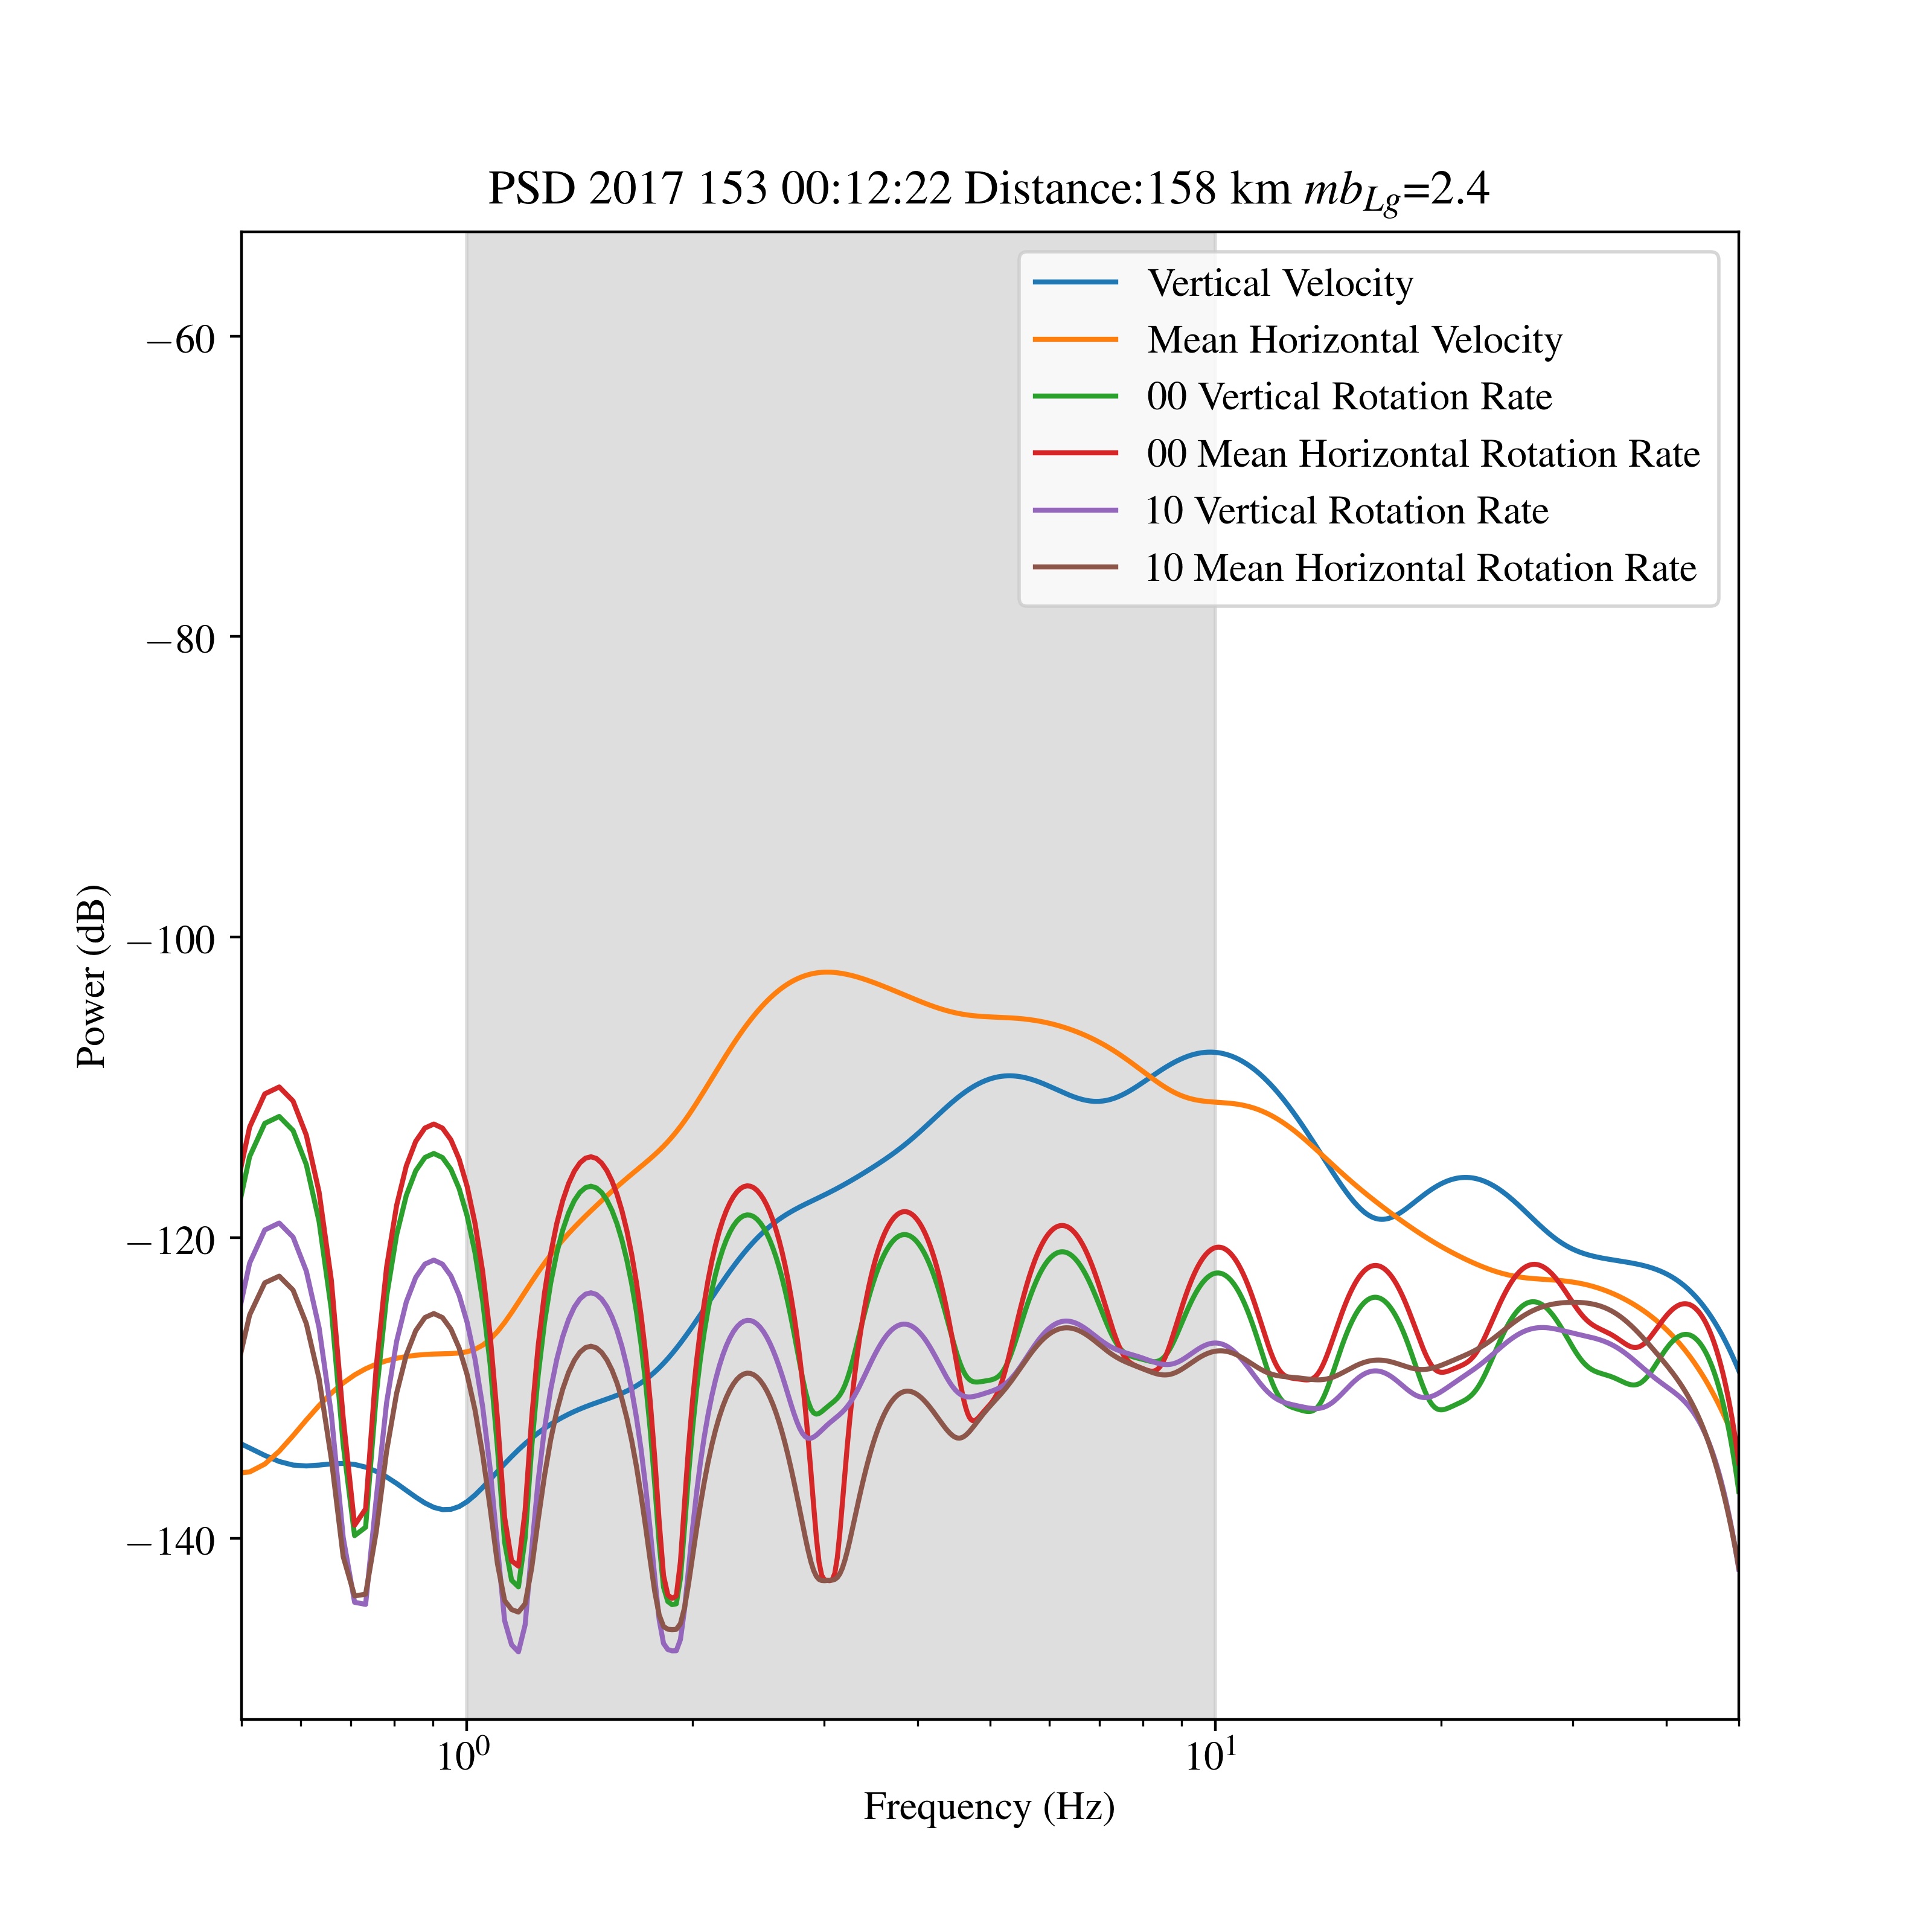 PSD 2017 153 00:12:22 Distance:158 km mb_{Lg}=2.4
Vertical Velocity
Mean Horizontal Velocity
00 Vertical Rotation Rate
00 Mean Horizontal Rotation Rate
10 Vertical Rotation Rate
10 Mean Horizontal Rotation Rate
−60
−80
−100
−120
−140
Power (dB)
10^0
10^1
Frequency (Hz)